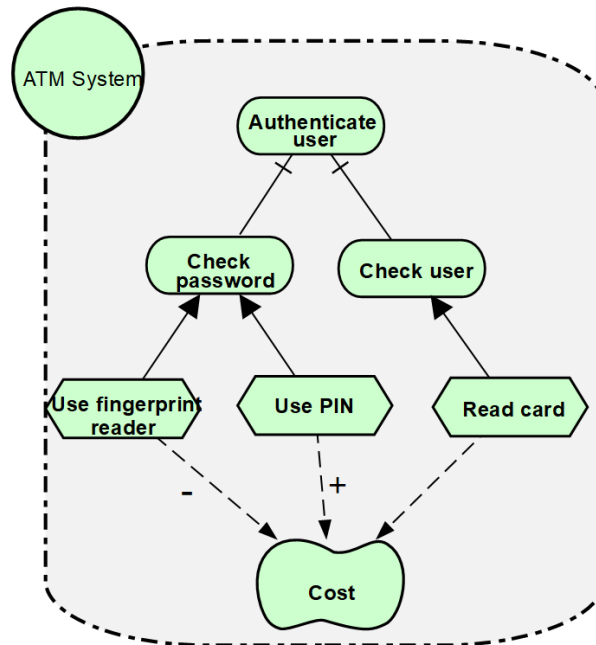 ATM System
Authenticate
user
Check
password
Check user
Use fingerprint
reader
Use PIN
Read card
-
+
Cost